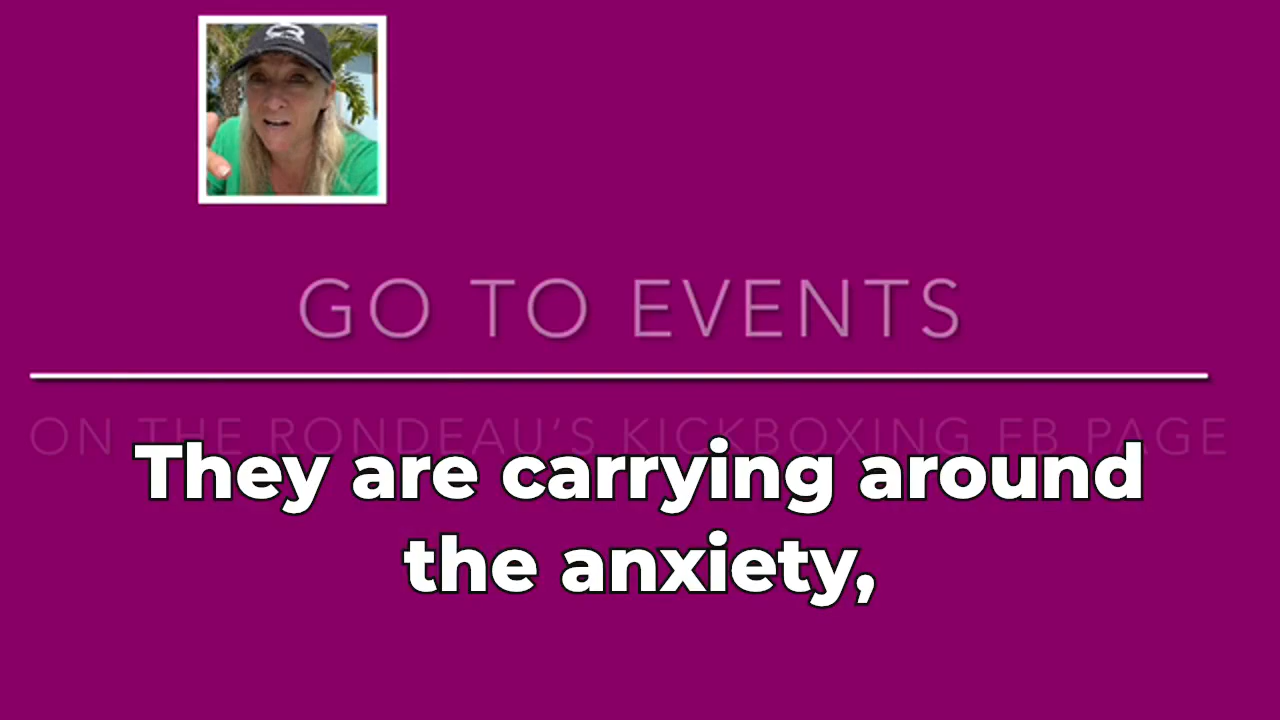 GO TO EVENTS
ON THE RONDEAU'S KICKBOXING FB PAGE
They are carrying around
the anxiety,